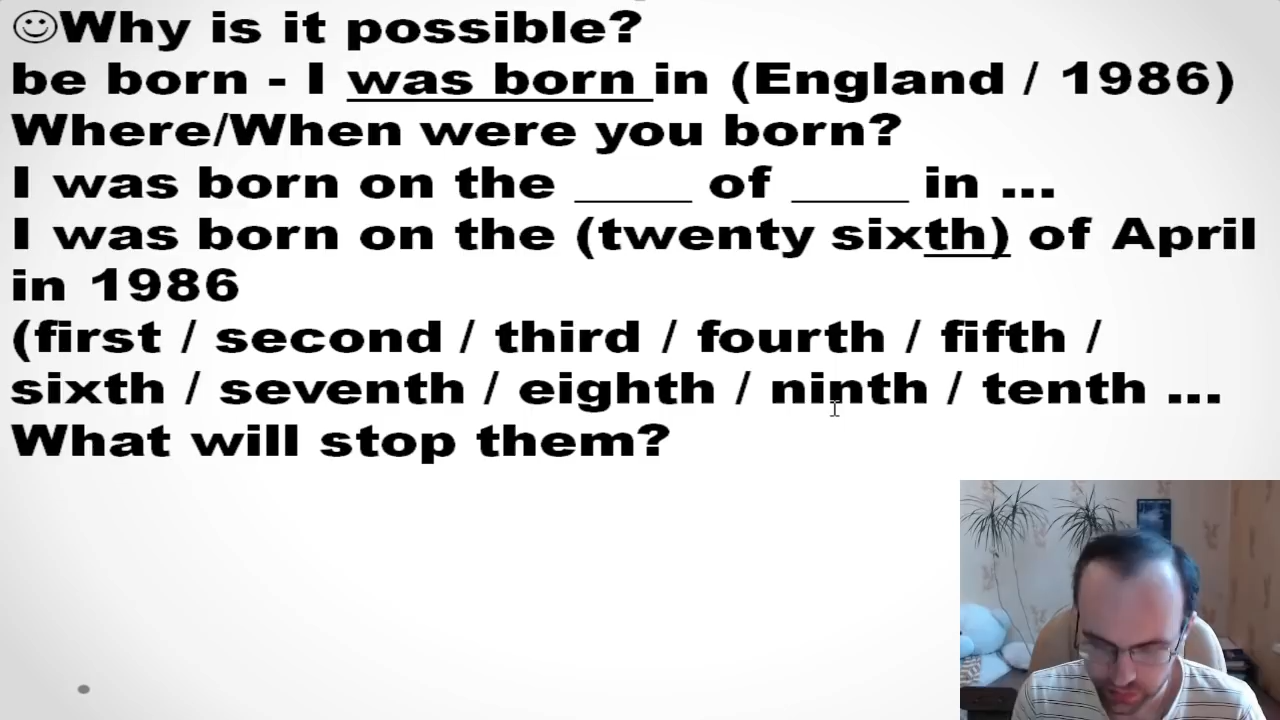 ☺Why is it possible?
be born - I was born in (England / 1986)
Where/When were you born?
I was born on the _____ of _____ in ...
I was born on the (twenty sixth) of April
in 1986
(first / second / third / fourth / fifth /
sixth / seventh / eighth / ninth / tenth ...
What will stop them?